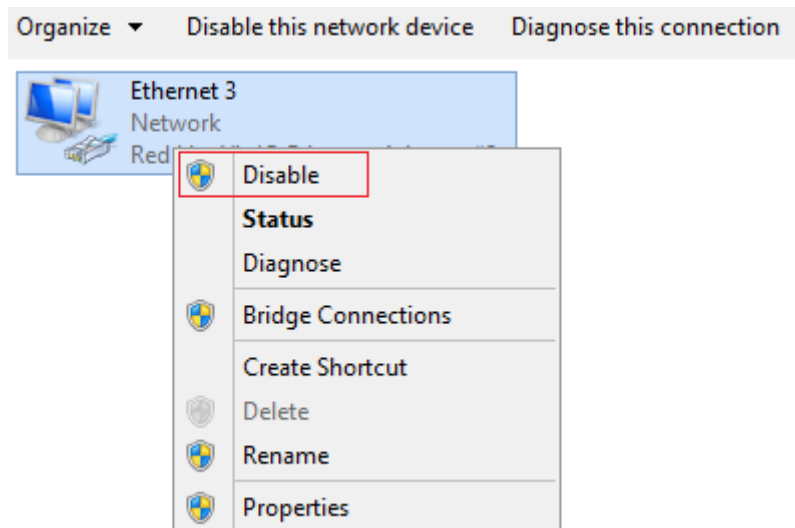 Organize Disable this network device Diagnose this connection
Ethernet 3
Network
Red
Disable
Status
Diagnose
Bridge Connections
Create Shortcut
Delete
Rename
Properties